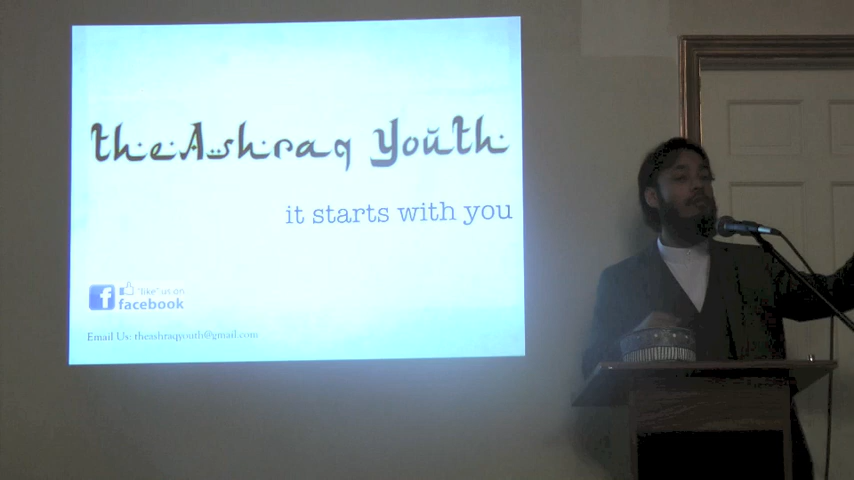 theAshraq Youth
it starts with you
"like" us on
facebook
Email Us: theashraqyouth@gmail.com